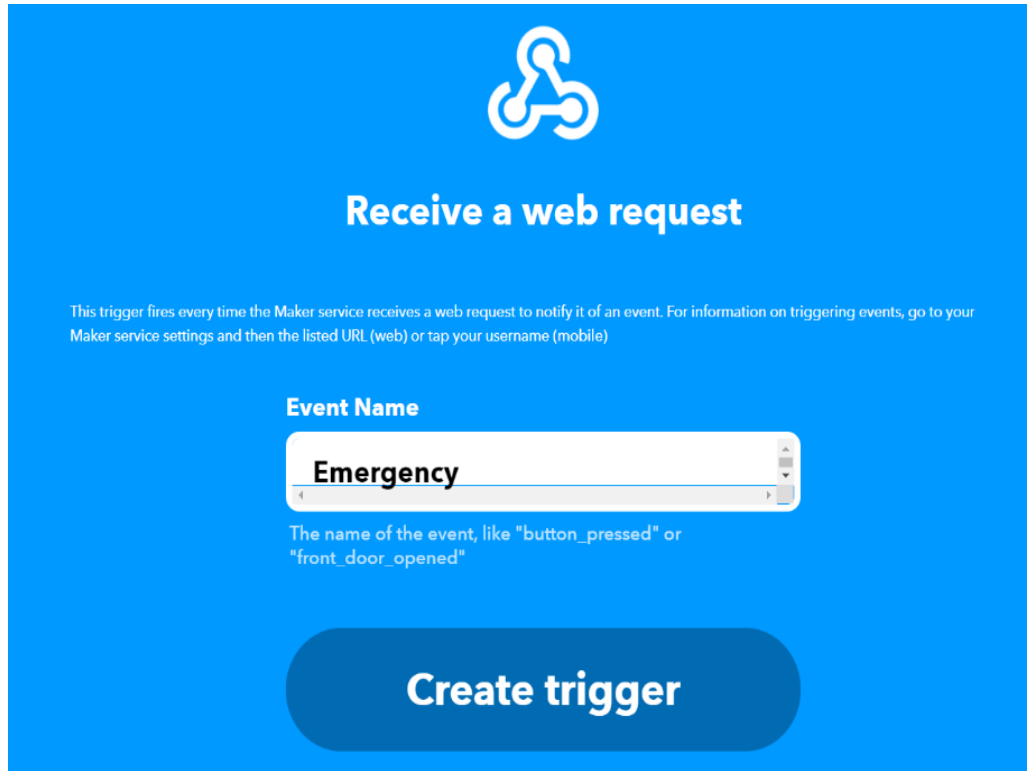 Receive a web request
This trigger fires every time the Maker service receives a web request to notify it of an event. For information on triggering events, go to your
Maker service settings and then the listed URL (web) or tap your username (mobile)
Event Name
Emergency
The name of the event, like "button_pressed" or
"front_door_opened"
Create trigger